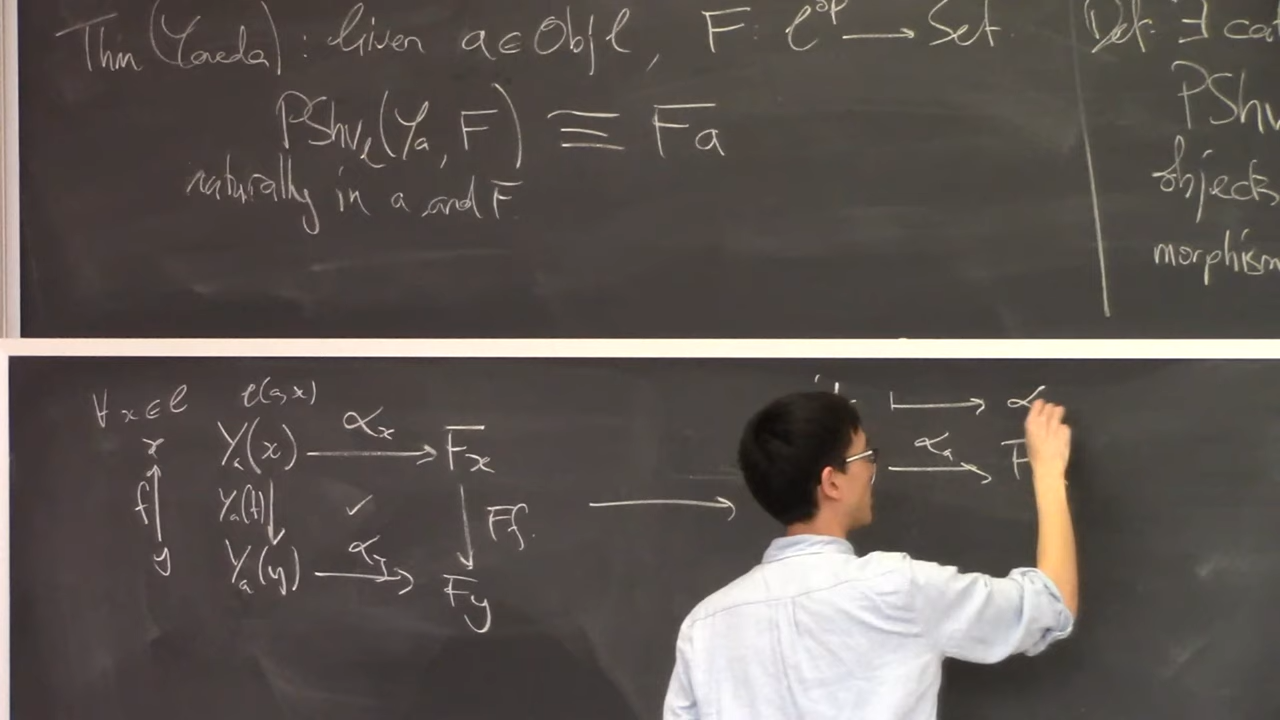 Thm (Yoneda): Given a ∈ Obj C, F: C^op → Set.
PShv_C(Y_a, F) ≡ Fa
naturally in a and F.
Def: ∃ cat
PShv
objects
morphism
∀ x ∈ C
C(a,x)
x
Y_a(x) → α_x Fx
f
Y_a(f) ↓ ✓ ↓ Ff.
y
Y_a(y) → α_y Fy
→
↦ α
→ α_a F